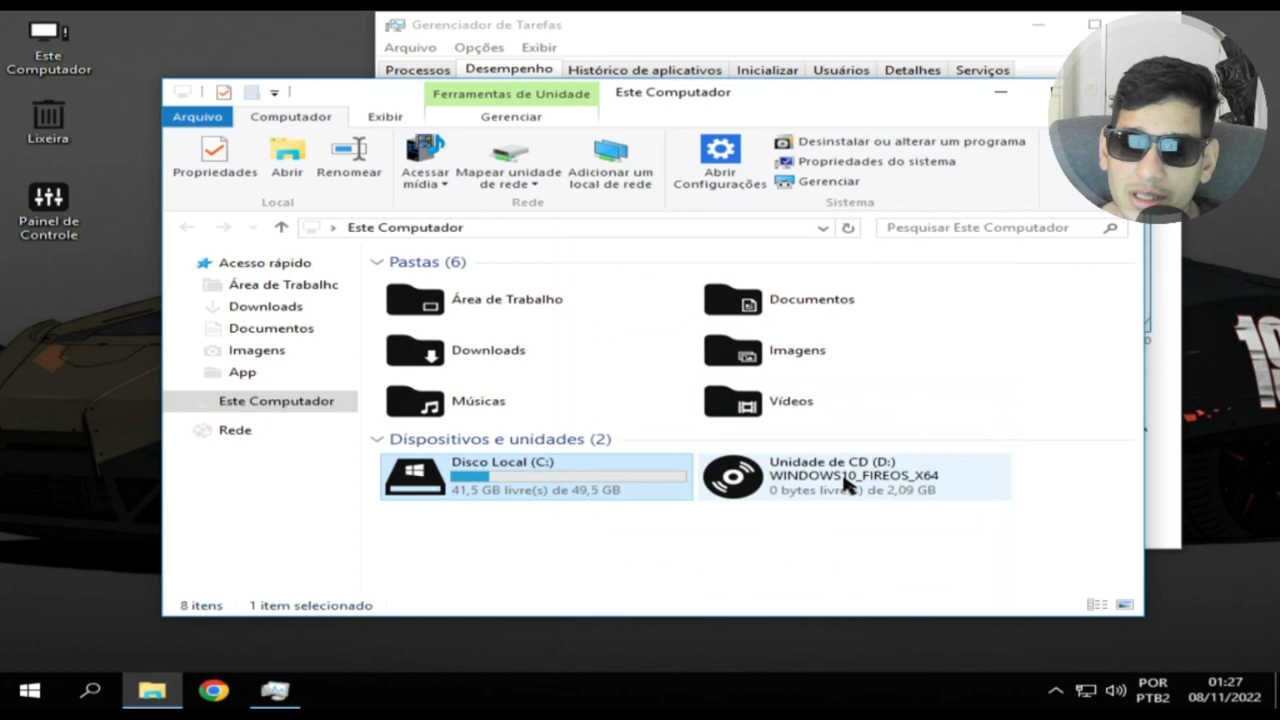 Este
Computador
Lixeira
Painel de
Controle
Gerenciador de Tarefas
Arquivo Opções Exibir
Processos Desempenho Histórico de aplicativos Inicializar Usuários Detalhes Serviços
Ferramentas de Unidade Este Computador
Arquivo Computador Exibir Gerenciar
Propriedades Abrir Renomear
Local
Acessar
mídia
Mapear unidade
de rede
Adicionar um
local de rede
Rede
Abrir
Configurações
Desinstalar ou alterar um programa
Propriedades do sistema
Gerenciar
Sistema
Este Computador
Pesquisar Este Computador
Acesso rápido
Área de Trabalhc
Downloads
Documentos
Imagens
App
Este Computador
Rede
Pastas (6)
Área de Trabalho
Documentos
Downloads
Imagens
Músicas
Vídeos
Dispositivos e unidades (2)
Disco Local (C:)
41,5 GB livre(s) de 49,5 GB
Unidade de CD (D:)
WINDOWS10_FIREOS_X64
0 bytes livre(s) de 2,09 GB
8 itens 1 item selecionado
19
POR
PTB2
01:27
08/11/2022